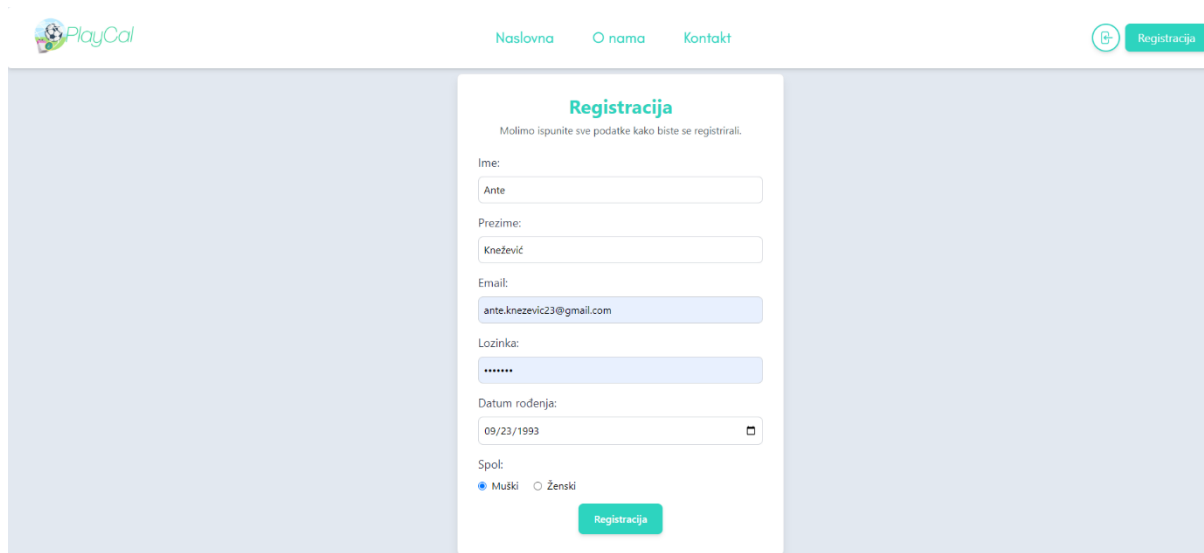 PlayCal
Naslovna O nama Kontakt Registracija
Registracija
Molimo ispunite sve podatke kako biste se registrirali.
Ime:
Ante
Prezime:
Knežević
Email:
ante.knezevic23@gmail.com
Lozinka:
•••••••
Datum rođenja:
09/23/1993
Spol:
Muški Ženski
Registracija